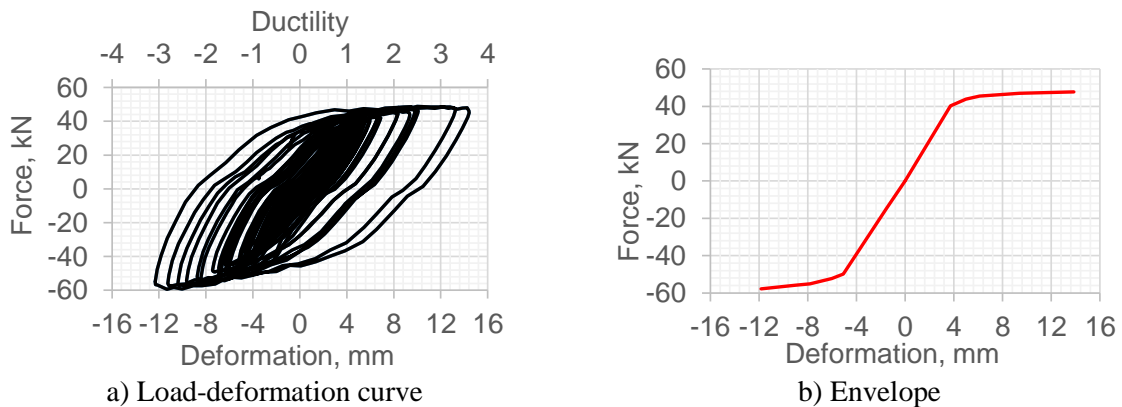 Ductility
-4 -3 -2 -1 0 1 2 3 4
60
40
20
0
-20
-40
-60
Force, kN
-16 -12 -8 -4 0 4 8 12 16
Deformation, mm
a) Load-deformation curve
60
40
20
0
-20
-40
-60
Force, kN
-16 -12 -8 -4 0 4 8 12 16
Deformation, mm
b) Envelope